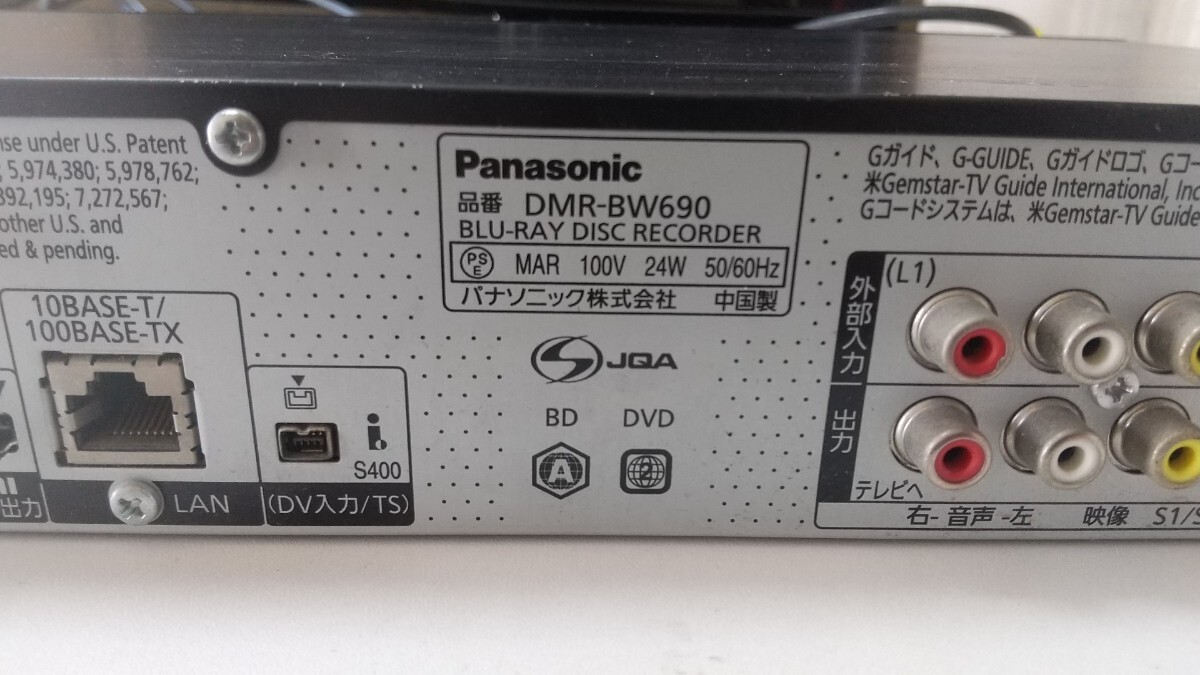 nse under U.S. Patent
; 5,974,380; 5,978,762;
892,195; 7,272,567;
other U.S. and
ed & pending.
Panasonic
品番 DMR-BW690
BLU-RAY DISC RECORDER
PSE MAR 100V 24W 50/60Hz
パナソニック株式会社 中国製
Gガイド、G-GUIDE、Gガイドロゴ、Gコー
米Gemstar-TV Guide International, Inc
Gコードシステムは、米Gemstar-TV Guide
10BASE-T/
100BASE-TX
LAN
出力
i
S400
(DV入力/TS)
JQA
BD DVD
A 2
(L1)
外部入力
出力
テレビへ
右- 音声 -左 映像 S1/